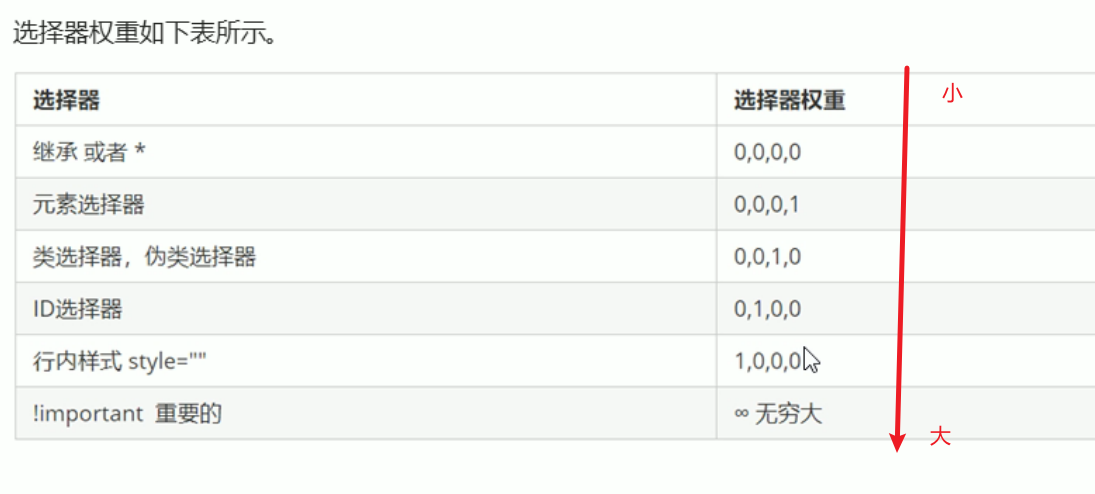 选择器权重如下表所示。
选择器 选择器权重 小
继承 或者 * 0,0,0,0
元素选择器 0,0,0,1
类选择器，伪类选择器 0,0,1,0
ID选择器 0,1,0,0
行内样式 style="" 1,0,0,0
!important 重要的 ∞ 无穷大
大